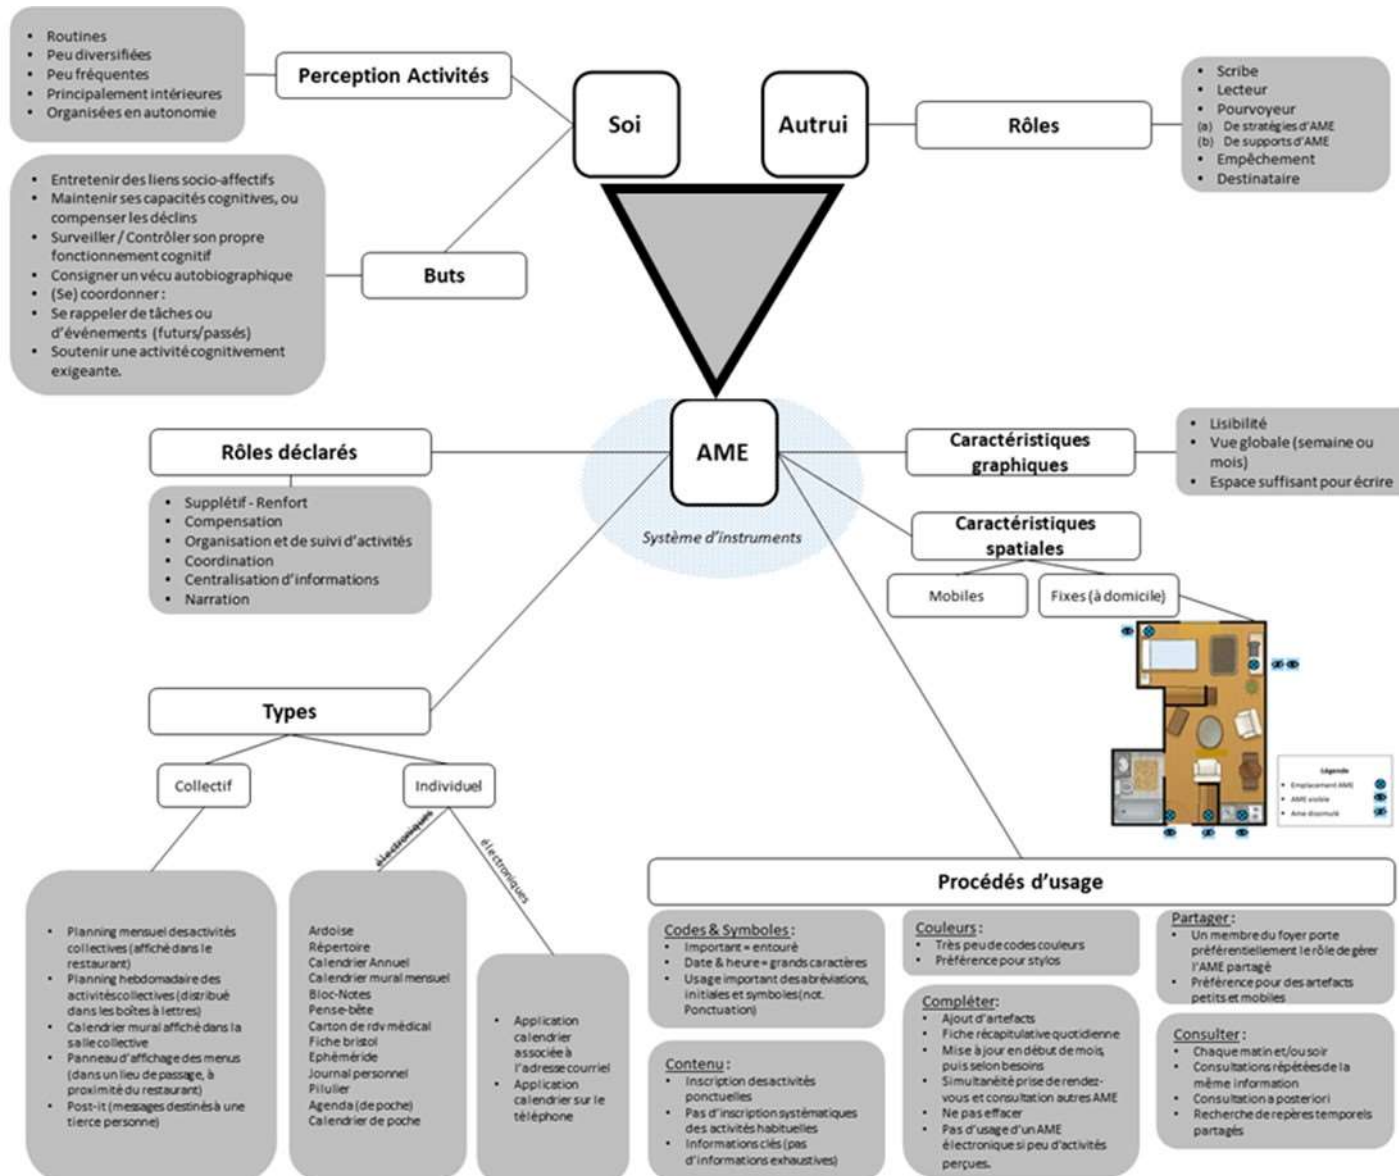 Routines
Peu diversifiées
Peu fréquentes
Principalement intérieures
Organisées en autonomie
Perception Activités
Soi
Autrui
Rôles
Scribe
Lecteur
Pourvoyeur
(a) De stratégies d'AME
(b) De supports d'AME
Empêchement
Destinataire
Entretenir des liens socio-affectifs
Maintenir ses capacités cognitives, ou
compenser les déclins
Surveiller / Contrôler son propre
fonctionnement cognitif
Consigner un vécu autobiographique
(Se) coordonner :
Se rappeler de tâches ou
d'événements (futurs/passés)
Soutenir une activité cognitivement
exigeante.
Buts
Rôles déclarés
Supplétif - Renfort
Compensation
Organisation et de suivi d'activités
Coordination
Centralisation d'informations
Narration
AME
Système d'instruments
Caractéristiques
graphiques
Lisibilité
Vue globale (semaine ou
mois)
Espace suffisant pour écrire
Caractéristiques
spatiales
Mobiles
Fixes (à domicile)
Légende
Emplacement AME
AME visible
Ame dissimulé
Types
Collectif
Individuel
électroniques
électroniques
Planning mensuel des activités
collectives (affiché dans le
restaurant)
Planning hebdomadaire des
activités collectives (distribué
dans les boîtes à lettres)
Calendrier mural affiché dans la
salle collective
Panneau d'affichage des menus
(dans un lieu de passage, à
proximité du restaurant)
Post-it (messages destinés à une
tierce personne)
Ardoise
Répertoire
Calendrier Annuel
Calendrier mural mensuel
Bloc-Notes
Pense-bête
Carton de rdv médical
Fiche bristol
Ephéméride
Journal personnel
Pilulier
Agenda (de poche)
Calendrier de poche
Application
calendrier
associée à
l'adresse courriel
Application
calendrier sur le
téléphone
Procédés d'usage
Codes & Symboles :
Important = entouré
Date & heure = grands caractères
Usage important des abréviations,
initiales et symboles (not.
Ponctuation)
Contenu :
Inscription des activités
ponctuelles
Pas d'inscription systématiques
des activités habituelles
Informations clés (pas
d'informations exhaustives)
Couleurs :
Très peu de codes couleurs
Préférence pour stylos
Compléter:
Ajout d'artefacts
Fiche récapitulative quotidienne
Mise à jour en début de mois,
puis selon besoins
Simultanéité prise de rendez-
vous et consultation autres AME
Ne pas effacer
Pas d'usage d'un AME
électronique si peu d'activités
perçues.
Partager :
Un membre du foyer porte
préférentiellement le rôle de gérer
l'AME partagé
Préférence pour des artefacts
petits et mobiles
Consulter :
Chaque matin et/ou soir
Consultations répétées de la
même information
Consultation a posteriori
Recherche de repères temporels
partagés